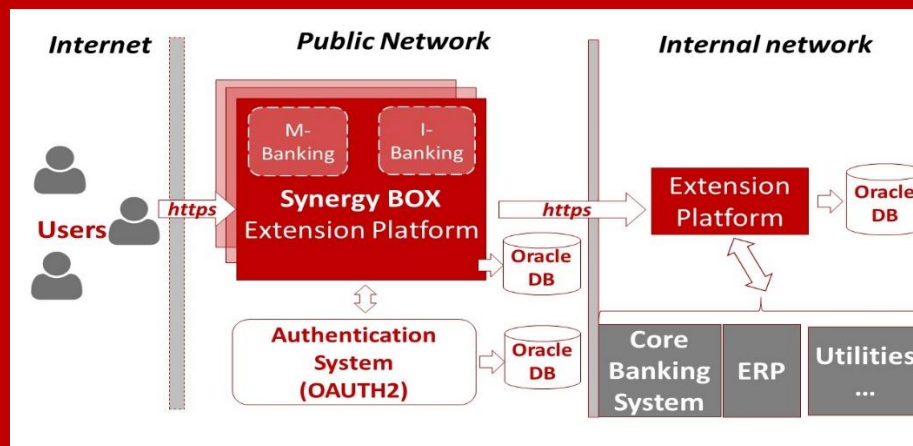 Internet
Public Network
Internal network
M-
Banking
I-
Banking
Synergy BOX
Extension Platform
Users
https
https
Extension
Platform
Oracle
DB
Oracle
DB
Authentication
System
(OAUTH2)
Oracle
DB
Core
Banking
System
ERP
Utilities
...